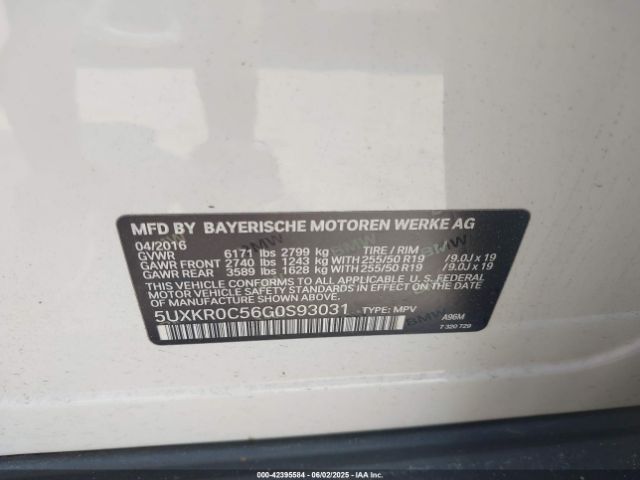 MFD BY BAYERISCHE MOTOREN WERKE AG
04/2016
GVWR 6171 lbs 2799 kg TIRE / RIM
GAWR FRONT 2740 lbs 1243 kg WITH 255/50 R19 /9.0J x 19
GAWR REAR 3589 lbs 1628 kg WITH 255/50 R19 /9.0J x 19
THIS VEHICLE CONFORMS TO ALL APPLICABLE U. S. FEDERAL
MOTOR VEHICLE SAFETY STANDARDS IN EFFECT ON THE DATE
OF MANUFACTURE SHOWN ABOVE.
5UXKR0C56G0S93031 TYPE: MPV A96M
7 320 729
000-42395584 | 06/02/2025 - IAA Inc.